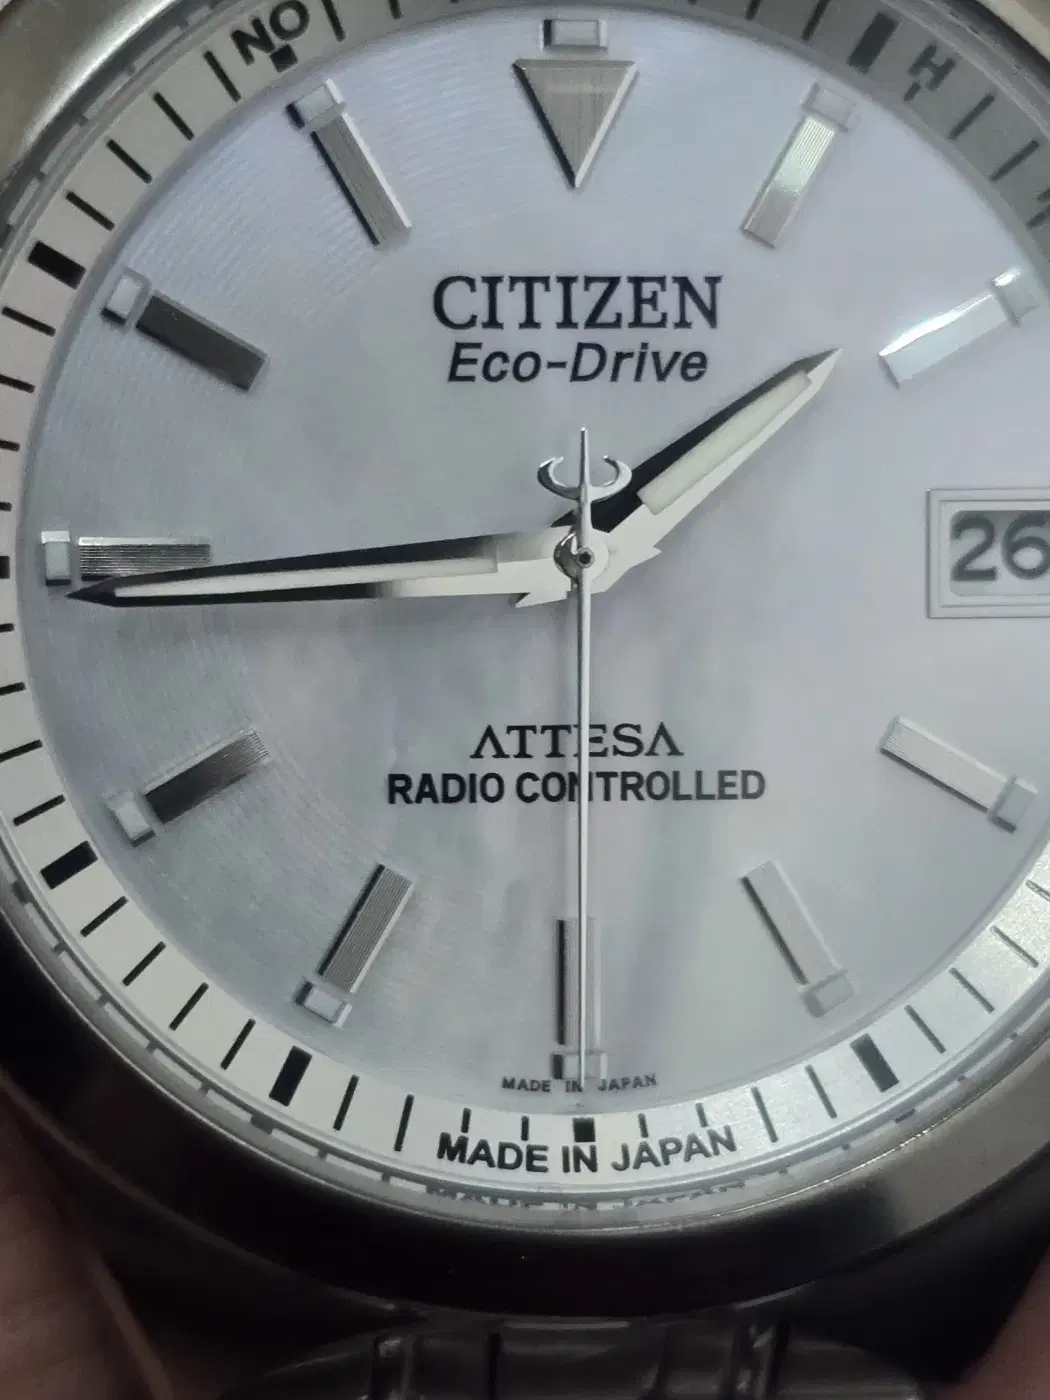 NO
H
CITIZEN
Eco-Drive
26
ATTESA
RADIO CONTROLLED
MADE IN JAPAN
MADE IN JAPAN